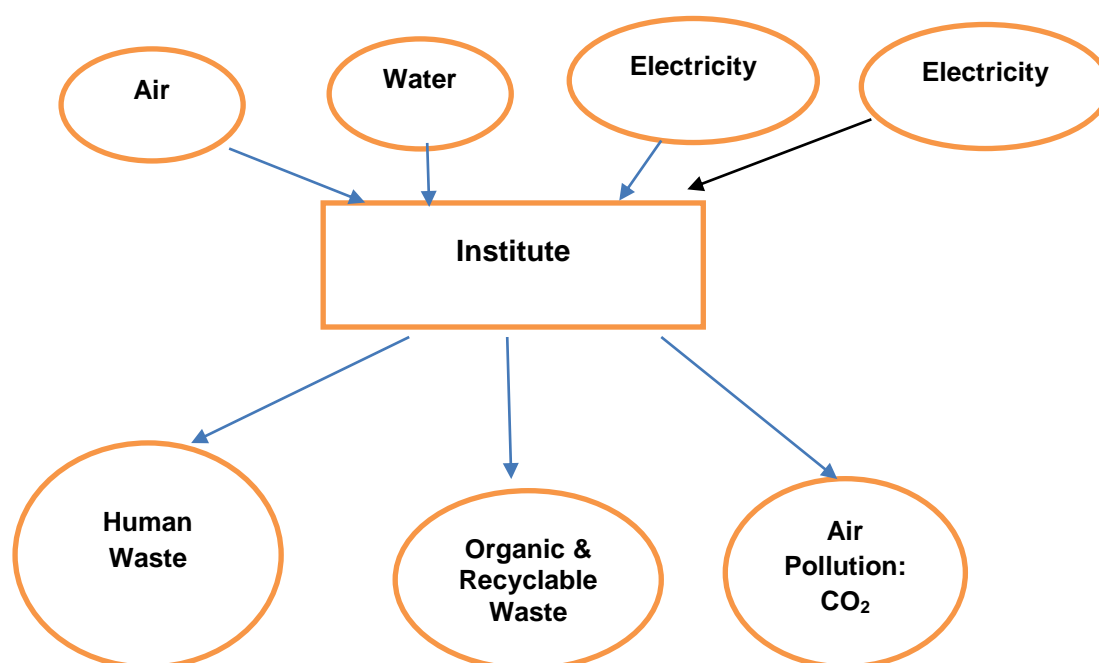 Air
Water
Electricity
Electricity
Institute
Human
Waste
Organic &
Recyclable
Waste
Air
Pollution:
CO₂